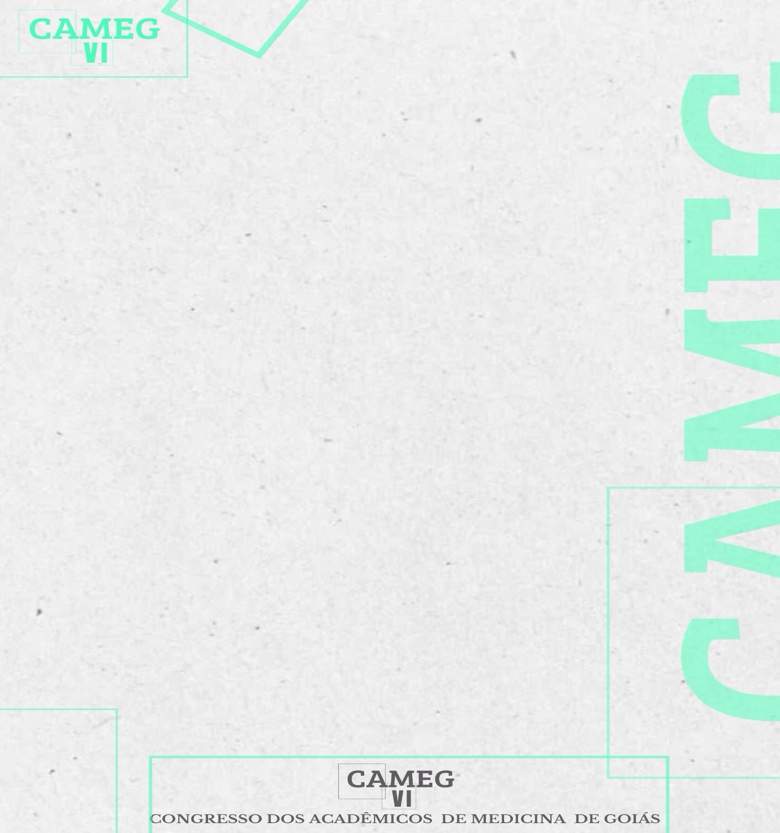 CAMEG
VI
CAMEG
CAMEG
VI
CONGRESSO DOS ACADÊMICOS DE MEDICINA DE GOIÁS